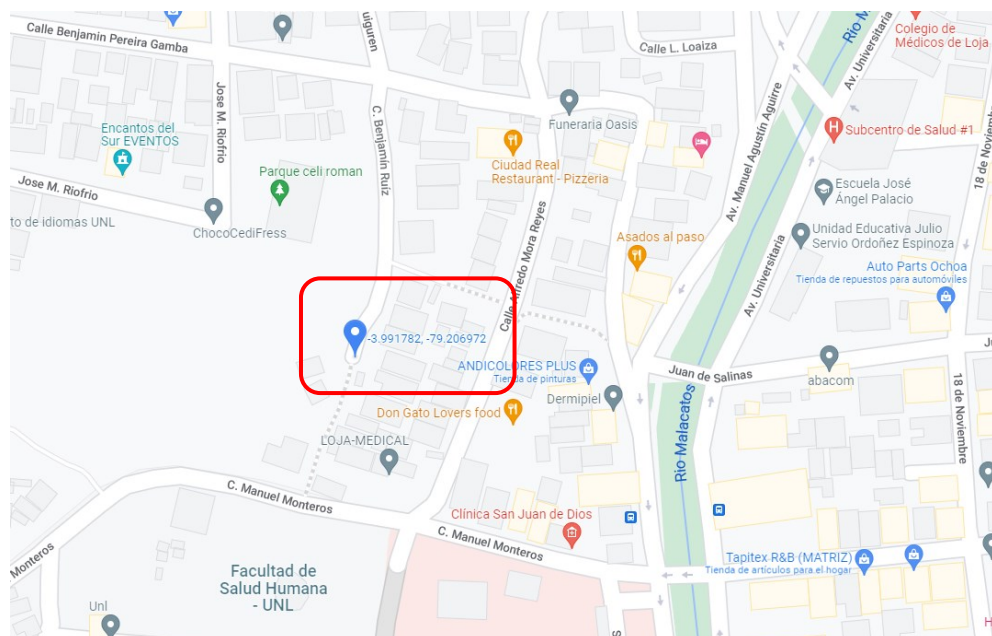 Calle Benjamin Pereira Gamba
Jose M. Riofrio
Encantos del
Sur EVENTOS
Jose M. Riofrio
to de idiomas UNL
ChocoCediFress
Parque celi roman
C. Benjamín Ruiz
uiguren
Calle L. Loaiza
Funeraria Oasis
Ciudad Real
Restaurant - Pizzeria
Calle Alfredo Mora Reyes
Asados al paso
Av. Manuel Agustín Aguirre
Rio M
Av. Universitaria
Colegio de
Médicos de Loja
H
Subcentro de Salud #1
18 de Noviemb
Escuela José
Ángel Palacio
Unidad Educativa Julio
Servio Ordoñez Espinoza
Av. Universitaria
Auto Parts Ochoa
Tienda de repuestos para automóviles
-3.991782, -79.206972
ANDICOLORES PLUS
Tienda de pinturas
Dermipiel
Don Gato Lovers food
LOJA-MEDICAL
Juan de Salinas
abacom
Ju
18 de Noviembre
Rio Malacatos
C. Manuel Monteros
Clínica San Juan de Dios
C. Manuel Monteros
Monteros
Facultad de
Salud Humana
- UNL
Unl
Tapitex R&B (MATRIZ)
Tienda de artículos para el hogar
S
H